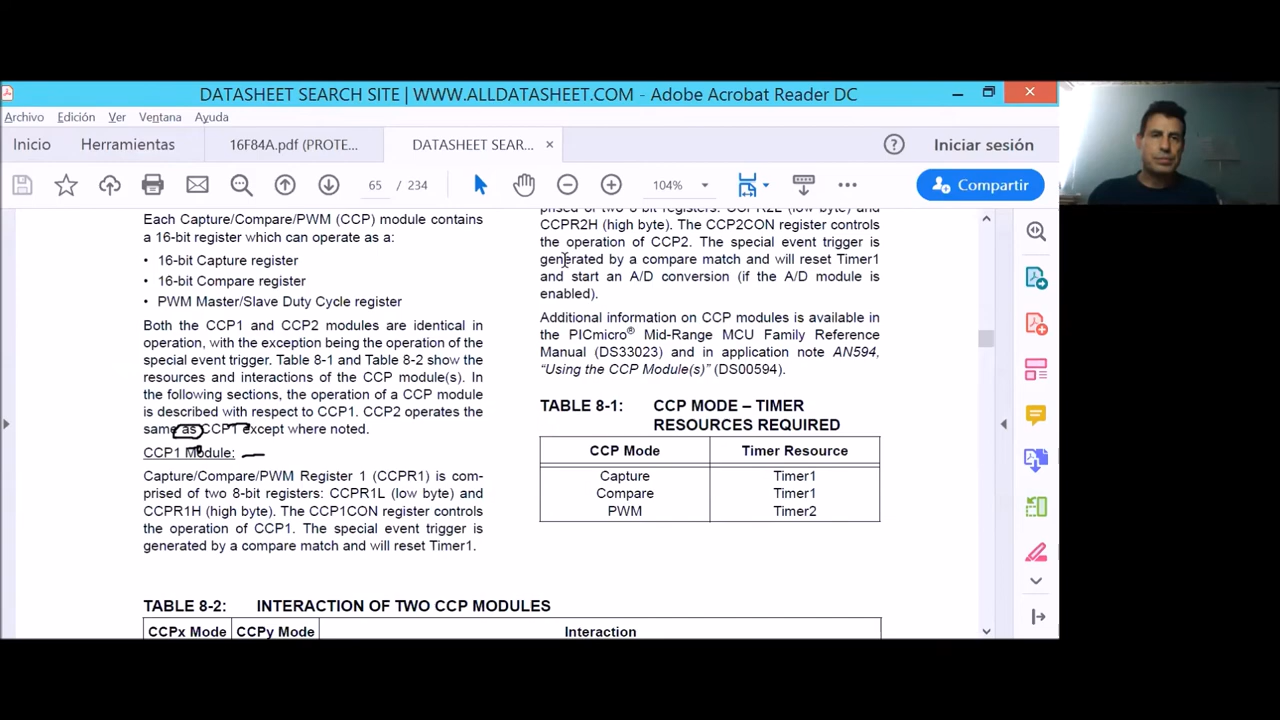 DATASHEET SEARCH SITE | WWW.ALLDATASHEET.COM - Adobe Acrobat Reader DC
Archivo Edición Ver Ventana Ayuda
Inicio Herramientas 16F84A.pdf (PROTE... DATASHEET SEAR... Iniciar sesión
65 / 234 104% Compartir
Each Capture/Compare/PWM (CCP) module contains
a 16-bit register which can operate as a:
• 16-bit Capture register
• 16-bit Compare register
• PWM Master/Slave Duty Cycle register
Both the CCP1 and CCP2 modules are identical in
operation, with the exception being the operation of the
special event trigger. Table 8-1 and Table 8-2 show the
resources and interactions of the CCP module(s). In
the following sections, the operation of a CCP module
is described with respect to CCP1. CCP2 operates the
same as CCP1 except where noted.
CCP1 Module:
Capture/Compare/PWM Register 1 (CCPR1) is com-
prised of two 8-bit registers: CCPR1L (low byte) and
CCPR1H (high byte). The CCP1CON register controls
the operation of CCP1. The special event trigger is
generated by a compare match and will reset Timer1.
prised of two 8-bit registers: CCPR2L (low byte) and
CCPR2H (high byte). The CCP2CON register controls
the operation of CCP2. The special event trigger is
generated by a compare match and will reset Timer1
and start an A/D conversion (if the A/D module is
enabled).
Additional information on CCP modules is available in
the PICmicro® Mid-Range MCU Family Reference
Manual (DS33023) and in application note AN594,
“Using the CCP Module(s)” (DS00594).
TABLE 8-1: CCP MODE – TIMER
RESOURCES REQUIRED
CCP Mode Timer Resource
Capture Timer1
Compare Timer1
PWM Timer2
TABLE 8-2: INTERACTION OF TWO CCP MODULES
CCPx Mode CCPy Mode Interaction